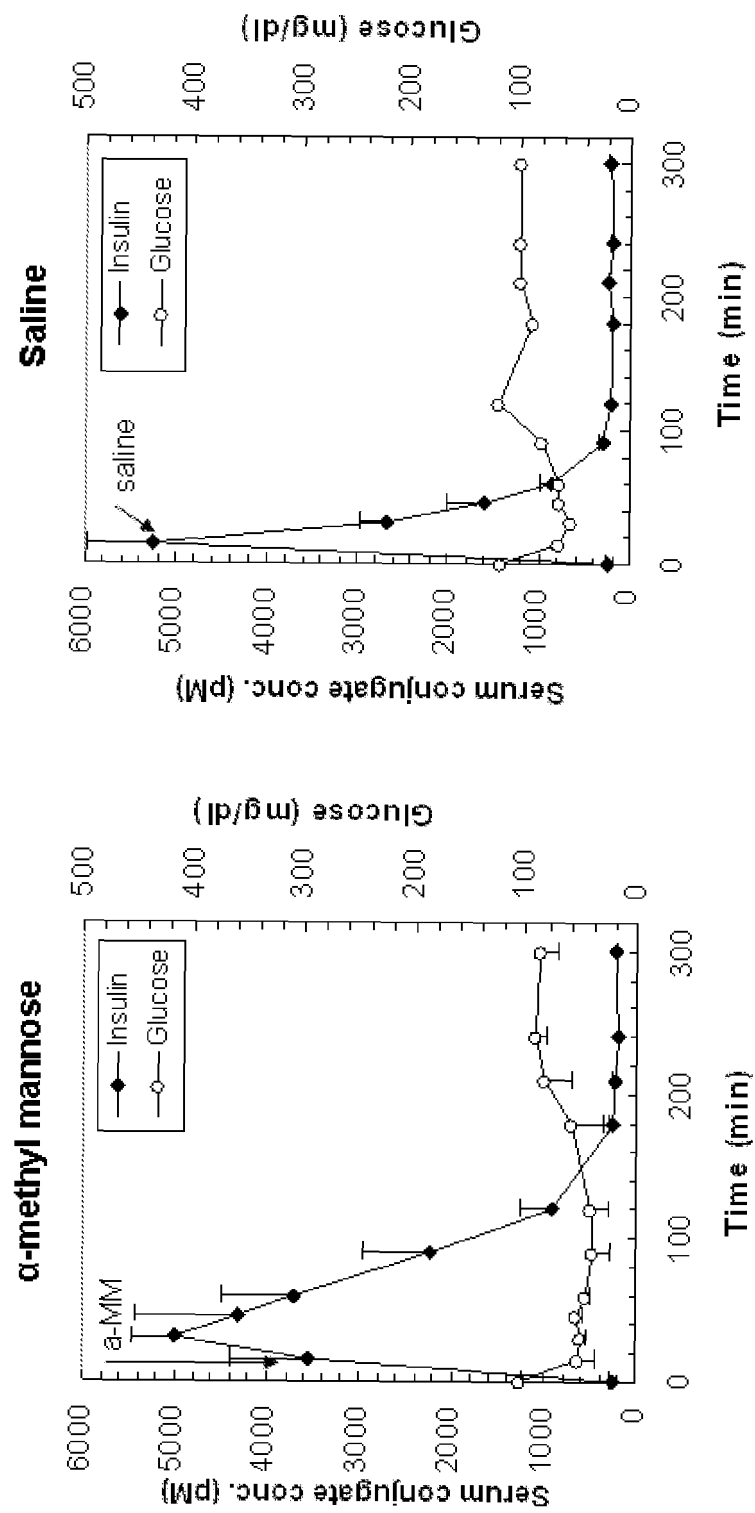 α-methyl mannose
Serum conjugate conc. (pM)
6000
5000
4000
3000
2000
1000
0
a-MM
Insulin
Glucose
500
400
300
200
100
0
Glucose (mg/dl)
0
100
200
300
Time (min)
Saline
Serum conjugate conc. (pM)
6000
5000
4000
3000
2000
1000
0
saline
Insulin
Glucose
500
400
300
200
100
0
Glucose (mg/dl)
0
100
200
300
Time (min)